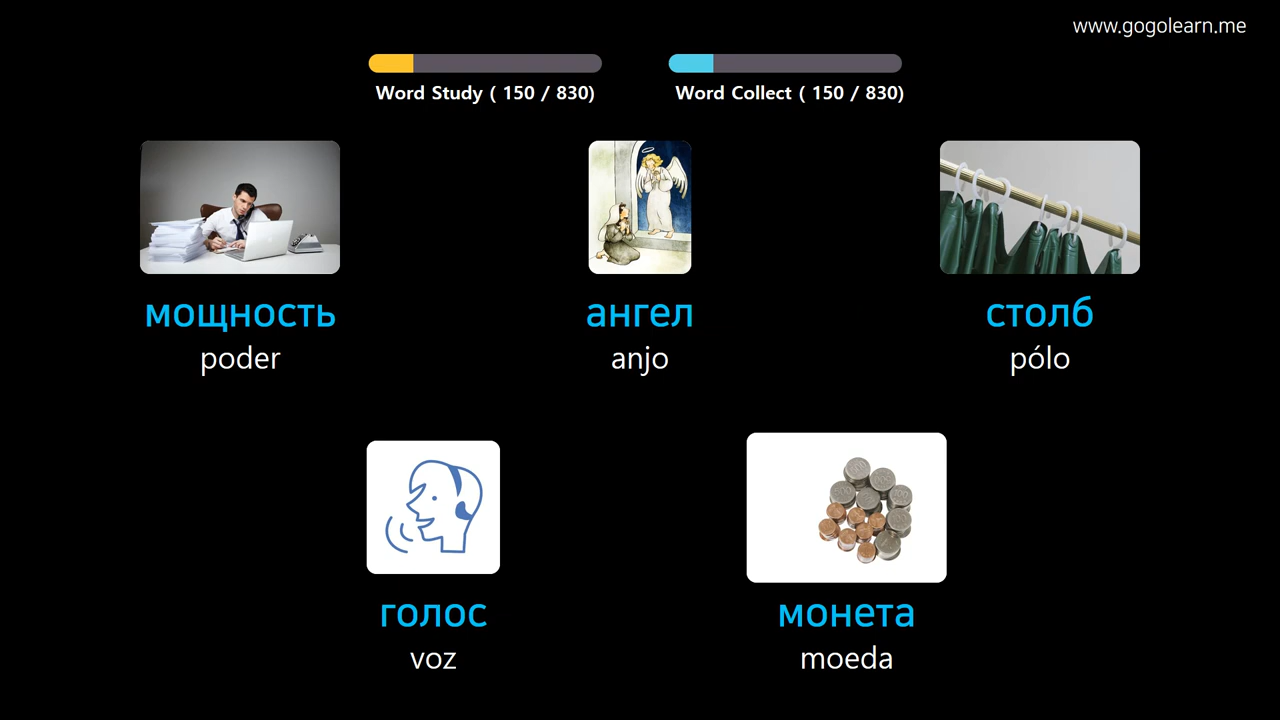 www.gogolearn.me
Word Study ( 150 / 830)
Word Collect ( 150 / 830)
мощность
poder
ангел
anjo
столб
pólo
голос
voz
монета
moeda